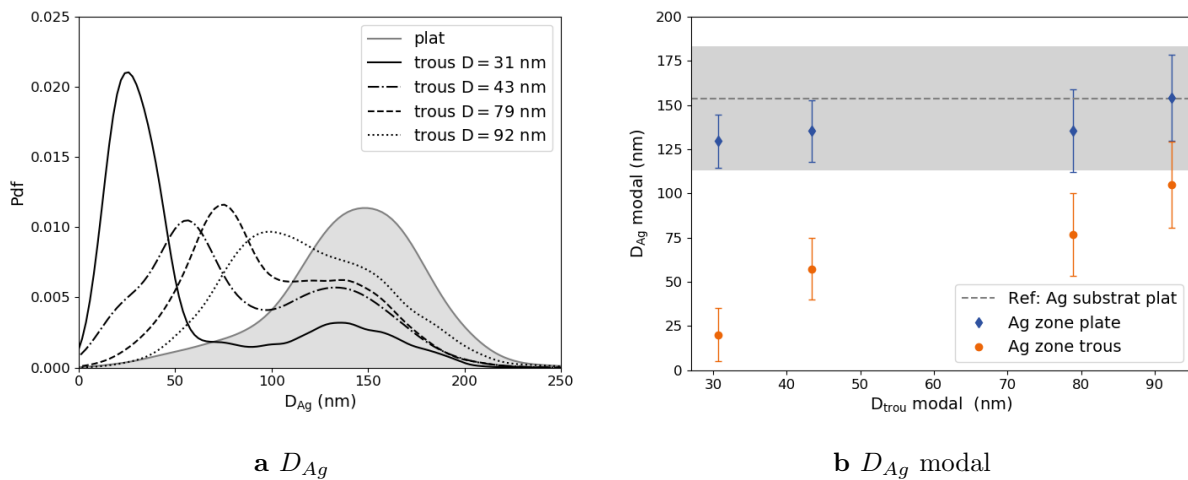 0.025
0.020
0.015
0.010
0.005
0.000
Pdf
plat
trous D = 31 nm
trous D = 43 nm
trous D = 79 nm
trous D = 92 nm
0 50 100 150 200 250
D_Ag (nm)
a D_Ag
200
175
150
125
100
75
50
25
0
D_Ag modal (nm)
Ref: Ag substrat plat
Ag zone plate
Ag zone trous
30 40 50 60 70 80 90
D_trou modal (nm)
b D_Ag modal